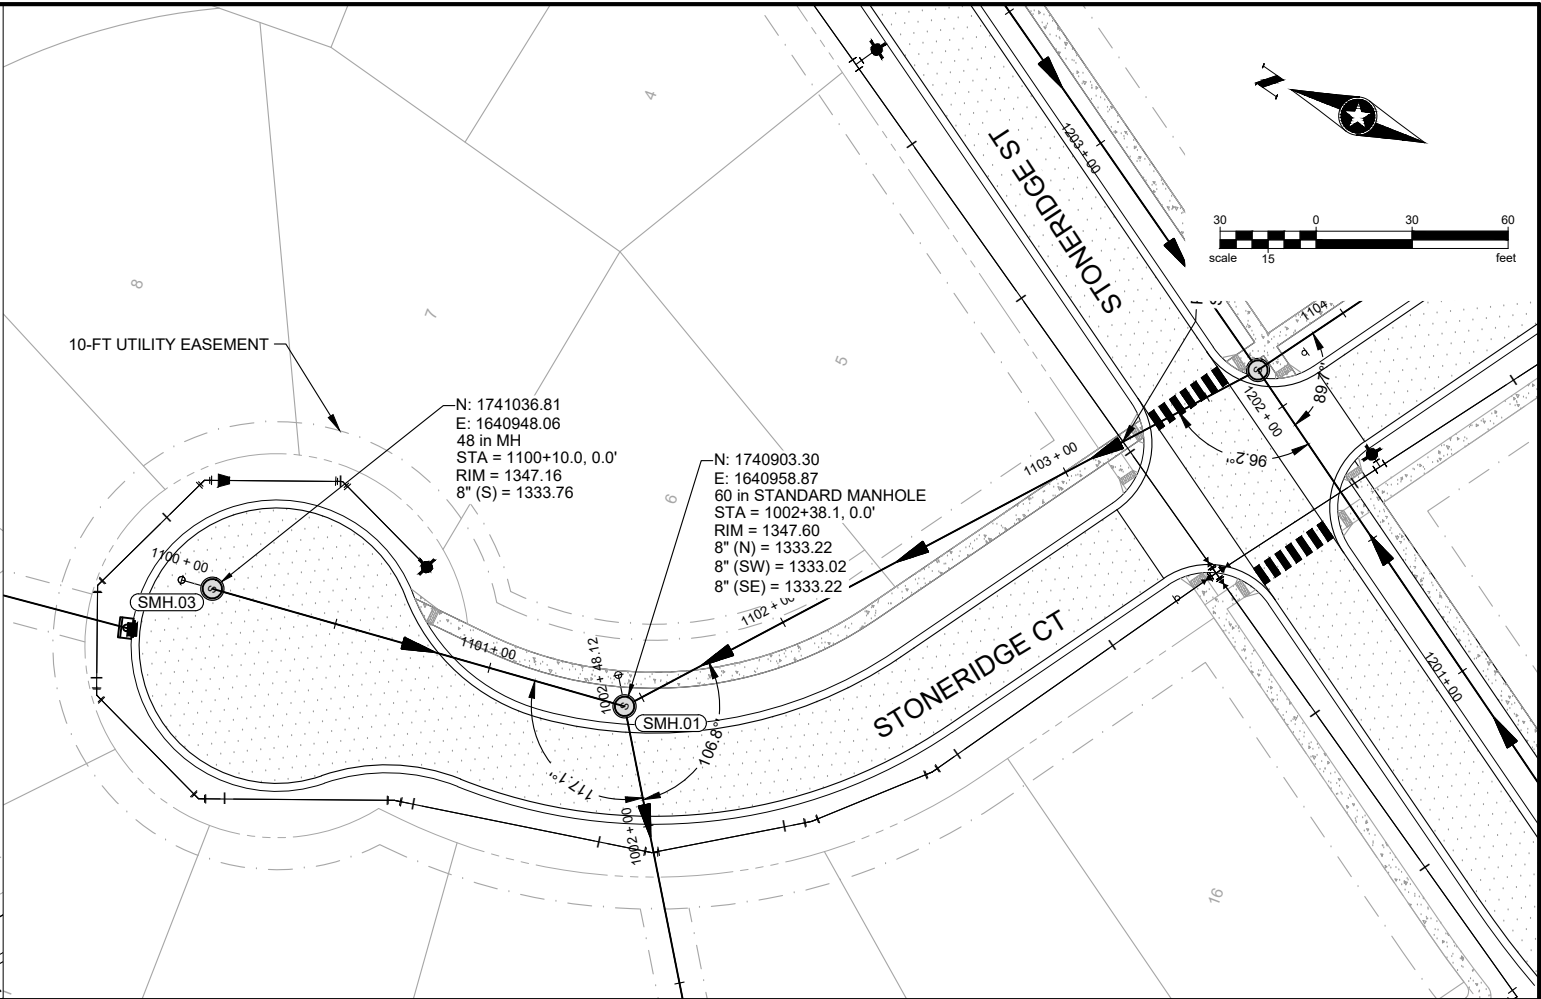 4
N
STONERIDGE ST
1203+00
30 0 30 60
scale 15 feet
8
7
5
10-FT UTILITY EASEMENT
1104
N: 1741036.81
E: 1640948.06
48 in MH
STA = 1100+10.0, 0.0'
RIM = 1347.16
8" (S) = 1333.76
N: 1740903.30
E: 1640958.87
60 in STANDARD MANHOLE
STA = 1002+38.1, 0.0'
RIM = 1347.60
8" (N) = 1333.22
8" (SW) = 1333.02
8" (SE) = 1333.22
6
S
S
S
89.7°
1202+00
96.2°
1103+00
1100+00
SMH.03
1102+00
1101+00
1002+48.12
SMH.01
STONERIDGE CT
1201+00
106.8°
117.1°
1002+00
16